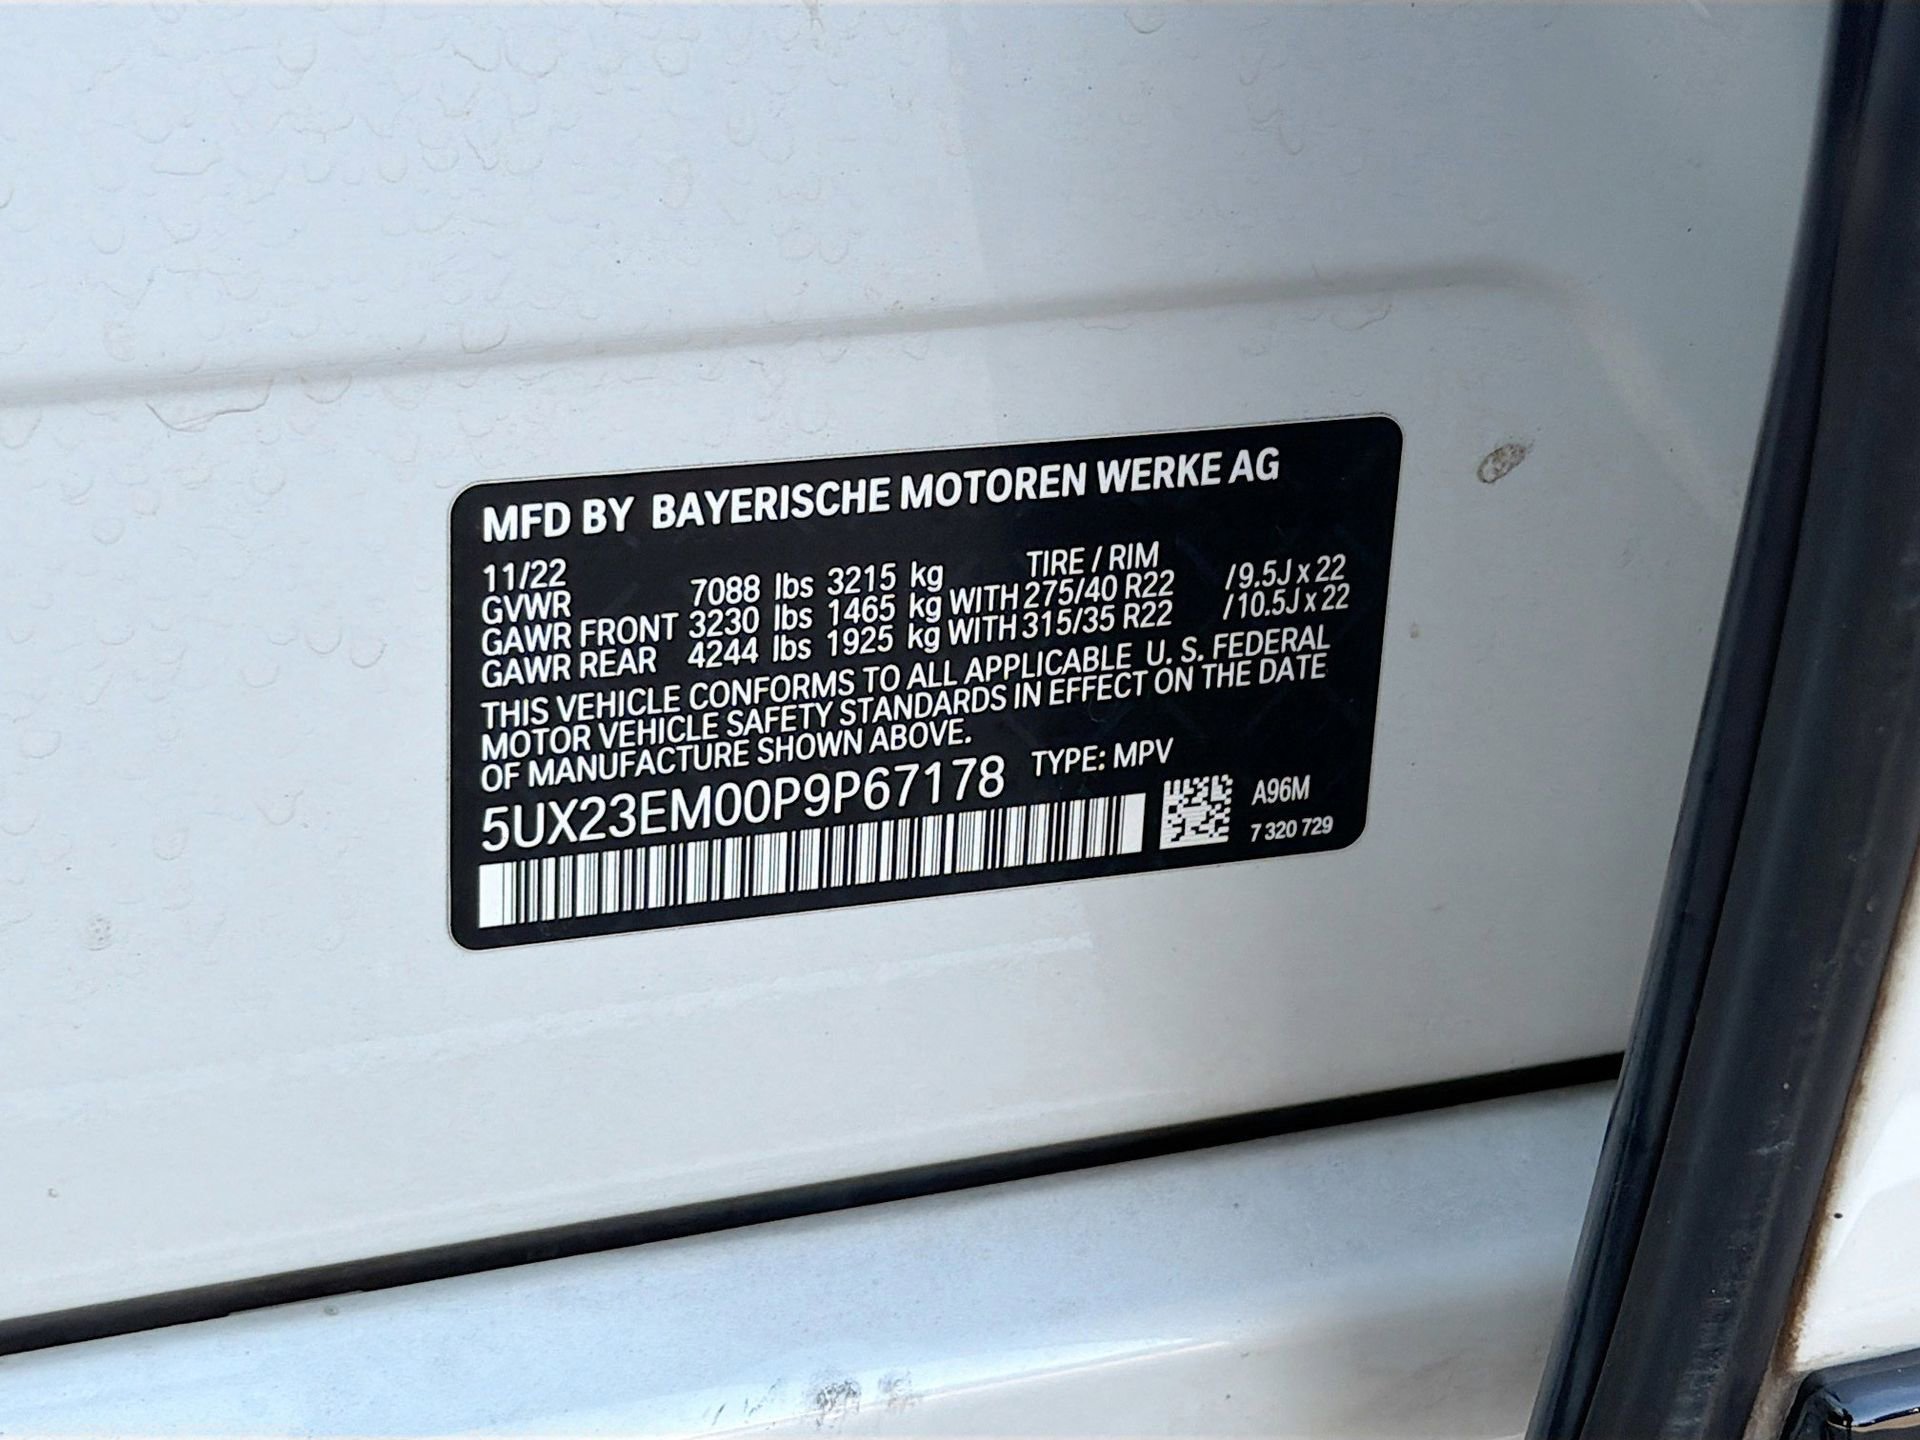 MFD BY BAYERISCHE MOTOREN WERKE AG
11/22 TIRE / RIM
GVWR 7088 lbs 3215 kg
GAWR FRONT 3230 lbs 1465 kg WITH 275/40 R22 /9.5J x 22
GAWR REAR 4244 lbs 1925 kg WITH 315/35 R22 /10.5J x 22
THIS VEHICLE CONFORMS TO ALL APPLICABLE U. S. FEDERAL
MOTOR VEHICLE SAFETY STANDARDS IN EFFECT ON THE DATE
OF MANUFACTURE SHOWN ABOVE.
5UX23EM00P9P67178 TYPE: MPV
A96M
7 320 729